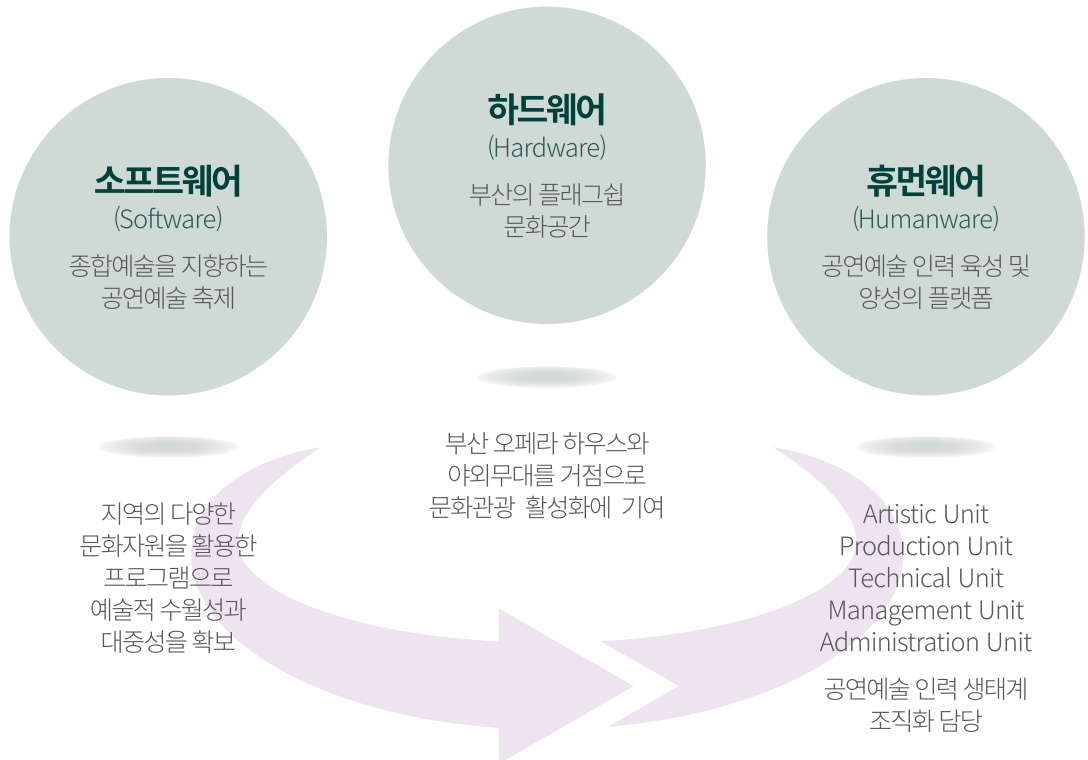 소프트웨어
(Software)
종합예술을 지향하는
공연예술 축제
지역의 다양한
문화자원을 활용한
프로그램으로
예술적 수월성과
대중성을 확보
하드웨어
(Hardware)
부산의 플래그쉽
문화공간
부산 오페라 하우스와
야외무대를 거점으로
문화관광 활성화에 기여
휴먼웨어
(Humanware)
공연예술 인력 육성 및
양성의 플랫폼
Artistic Unit
Production Unit
Technical Unit
Management Unit
Administration Unit
공연예술 인력 생태계
조직화 담당